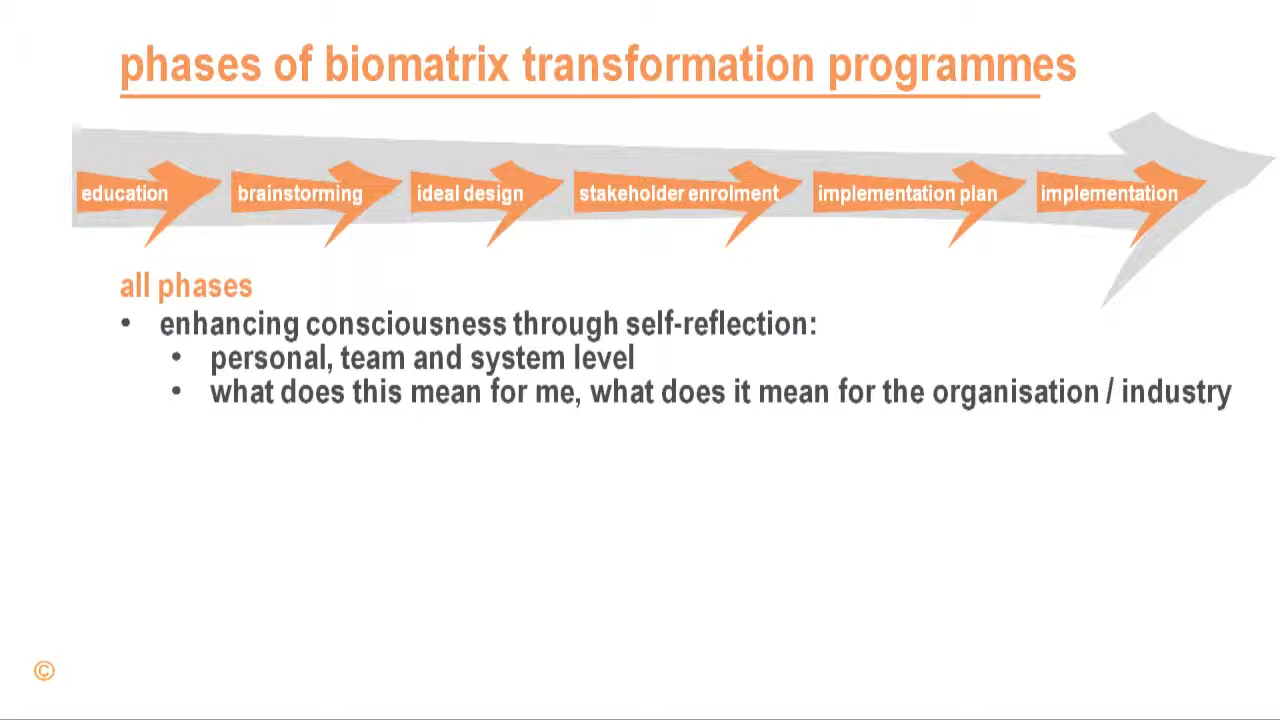 phases of biomatrix transformation programmes
education brainstorming ideal design stakeholder enrolment implementation plan implementation
all phases
• enhancing consciousness through self-reflection:
• personal, team and system level
• what does this mean for me, what does it mean for the organisation / industry
©